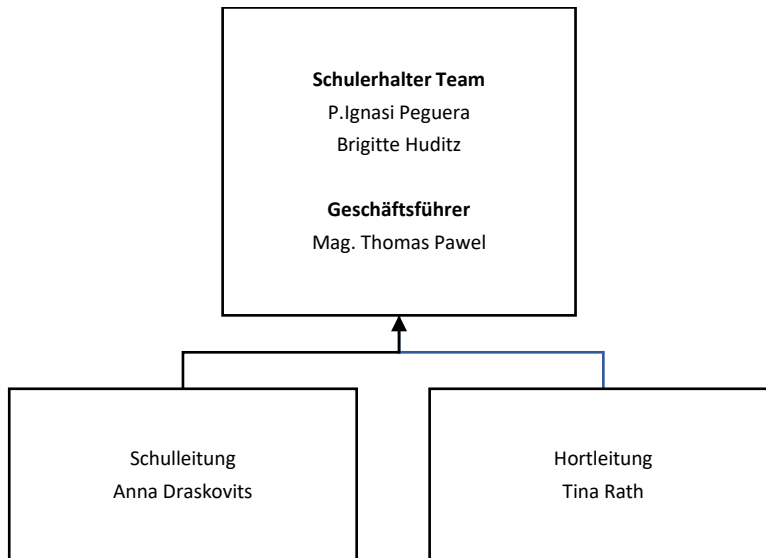 Schulerhalter Team
P.Ignasi Peguera
Brigitte Huditz
Geschäftsführer
Mag. Thomas Pawel
Schulleitung
Anna Draskovits
Hortleitung
Tina Rath